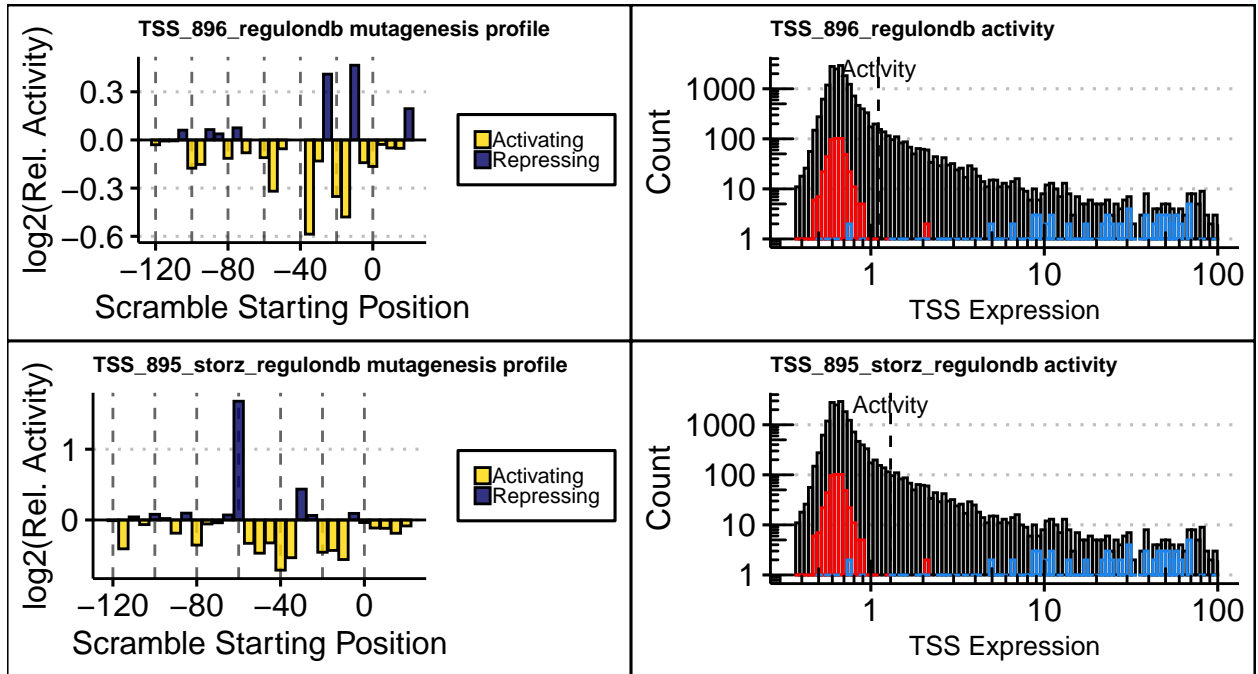 TSS_896_regulondb mutagenesis profile
log2(Rel. Activity)
0.3
0.0
−0.3
−0.6
−120
−80
−40
0
Scramble Starting Position
Activating
Repressing
TSS_896_regulondb activity
Activity
Count
1000
100
10
1
1
10
100
TSS Expression
TSS_895_storz_regulondb mutagenesis profile
log2(Rel. Activity)
1
0
−120
−80
−40
0
Scramble Starting Position
Activating
Repressing
TSS_895_storz_regulondb activity
Activity
Count
1000
100
10
1
1
10
100
TSS Expression